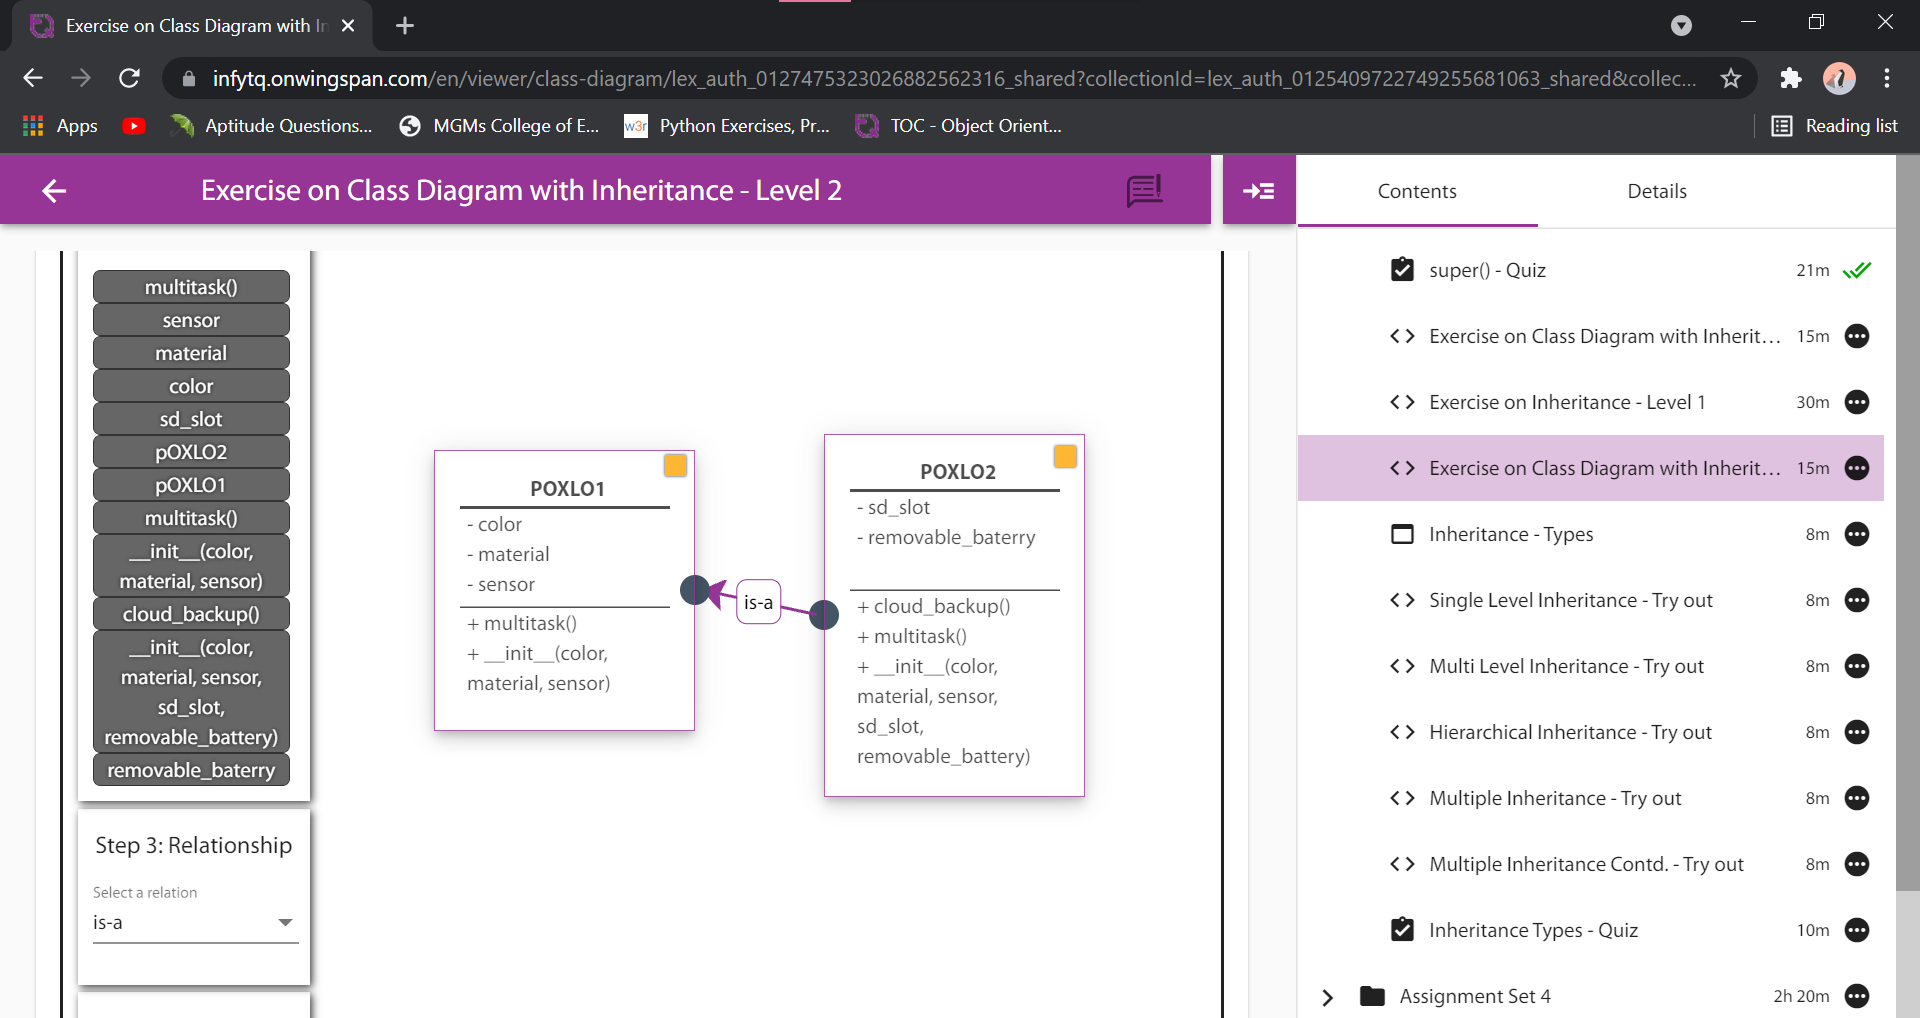 Exercise on Class Diagram with In
infytq.onwingspan.com/en/viewer/class-diagram/lex_auth_01274753230268825623​16_shared?collectionId=lex_auth_0125409722749255681063_shared&collec...
Apps
Aptitude Questions...
MGMs College of E...
w3r
Python Exercises, Pr...
TOC - Object Orient...
Reading list
Exercise on Class Diagram with Inheritance - Level 2
multitask()
sensor
material
color
sd_slot
pOXLO2
pOXLO1
multitask()
__init__(color,
material, sensor)
cloud_backup()
__init__(color,
material, sensor,
sd_slot,
removable_battery)
removable_baterry
Step 3: Relationship
Select a relation
is-a
POXLO1
- color
- material
- sensor
+ multitask()
+ __init__(color,
material, sensor)
is-a
POXLO2
- sd_slot
- removable_baterry
+ cloud_backup()
+ multitask()
+ __init__(color,
material, sensor,
sd_slot,
removable_battery)
Contents Details
super() - Quiz 21m
Exercise on Class Diagram with Inherit... 15m
Exercise on Inheritance - Level 1 30m
Exercise on Class Diagram with Inherit... 15m
Inheritance - Types 8m
Single Level Inheritance - Try out 8m
Multi Level Inheritance - Try out 8m
Hierarchical Inheritance - Try out 8m
Multiple Inheritance - Try out 8m
Multiple Inheritance Contd. - Try out 8m
Inheritance Types - Quiz 10m
Assignment Set 4 2h 20m